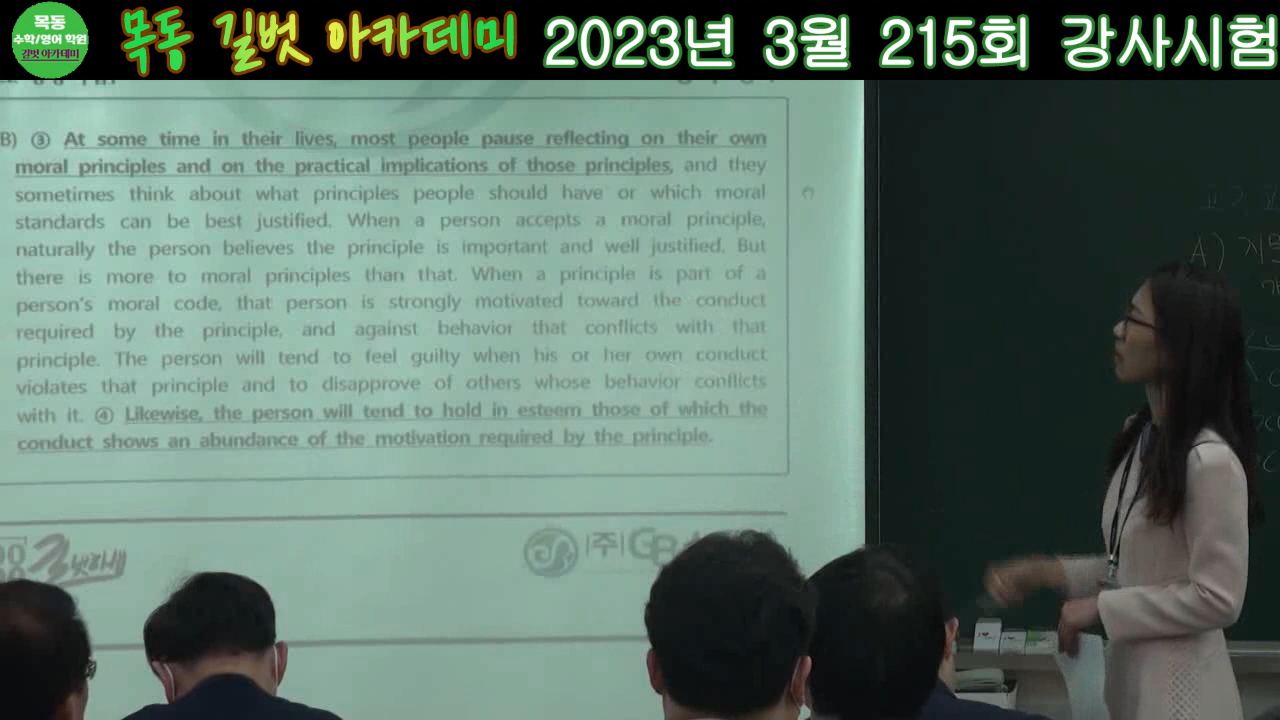 목동
수학/영어 학원
길벗 아카데미
목동 길벗 아카데미 2023년 3월 215회 강사시험
B) ③ At some time in their lives, most people pause reflecting on their own
moral principles and on the practical implications of those principles, and they
sometimes think about what principles people should have or which moral
standards can be best justified. When a person accepts a moral principle,
naturally the person believes the principle is important and well justified. But
there is more to moral principles than that. When a principle is part of a
person's moral code, that person is strongly motivated toward the conduct
required by the principle, and against behavior that conflicts with that
principle. The person will tend to feel guilty when his or her own conduct
violates that principle and to disapprove of others whose behavior conflicts
with it. ④ Likewise, the person will tend to hold in esteem those of which the
conduct shows an abundance of the motivation required by the principle.
(주)GB
A)